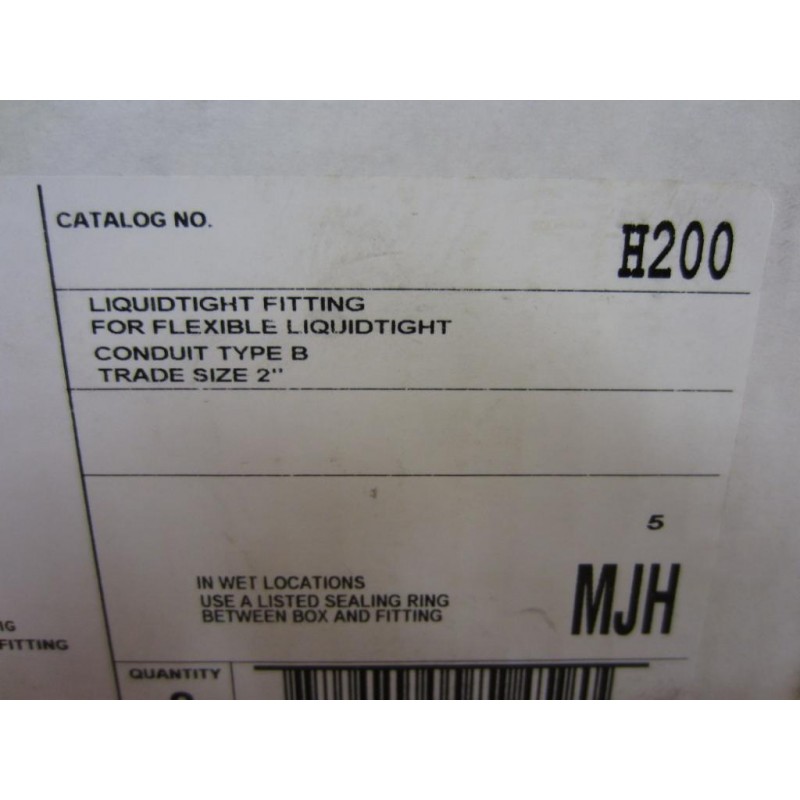 CATALOG NO.
H200
LIQUIDTIGHT FITTING
FOR FLEXIBLE LIQUIDTIGHT
CONDUIT TYPE B
TRADE SIZE 2"
5
IN WET LOCATIONS
USE A LISTED SEALING RING
BETWEEN BOX AND FITTING
MJH
FITTING
QUANTITY